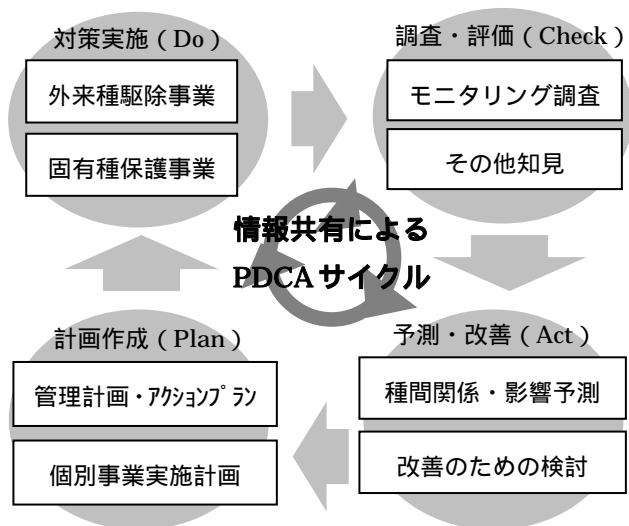 対策実施（Do）
外来種駆除事業
固有種保護事業
調査・評価（Check）
モニタリング調査
その他知見
情報共有による
PDCAサイクル
計画作成（Plan）
管理計画・ｱｸｼｮﾝﾌﾟﾗﾝ
個別事業実施計画
予測・改善（Act）
種間関係・影響予測
改善のための検討